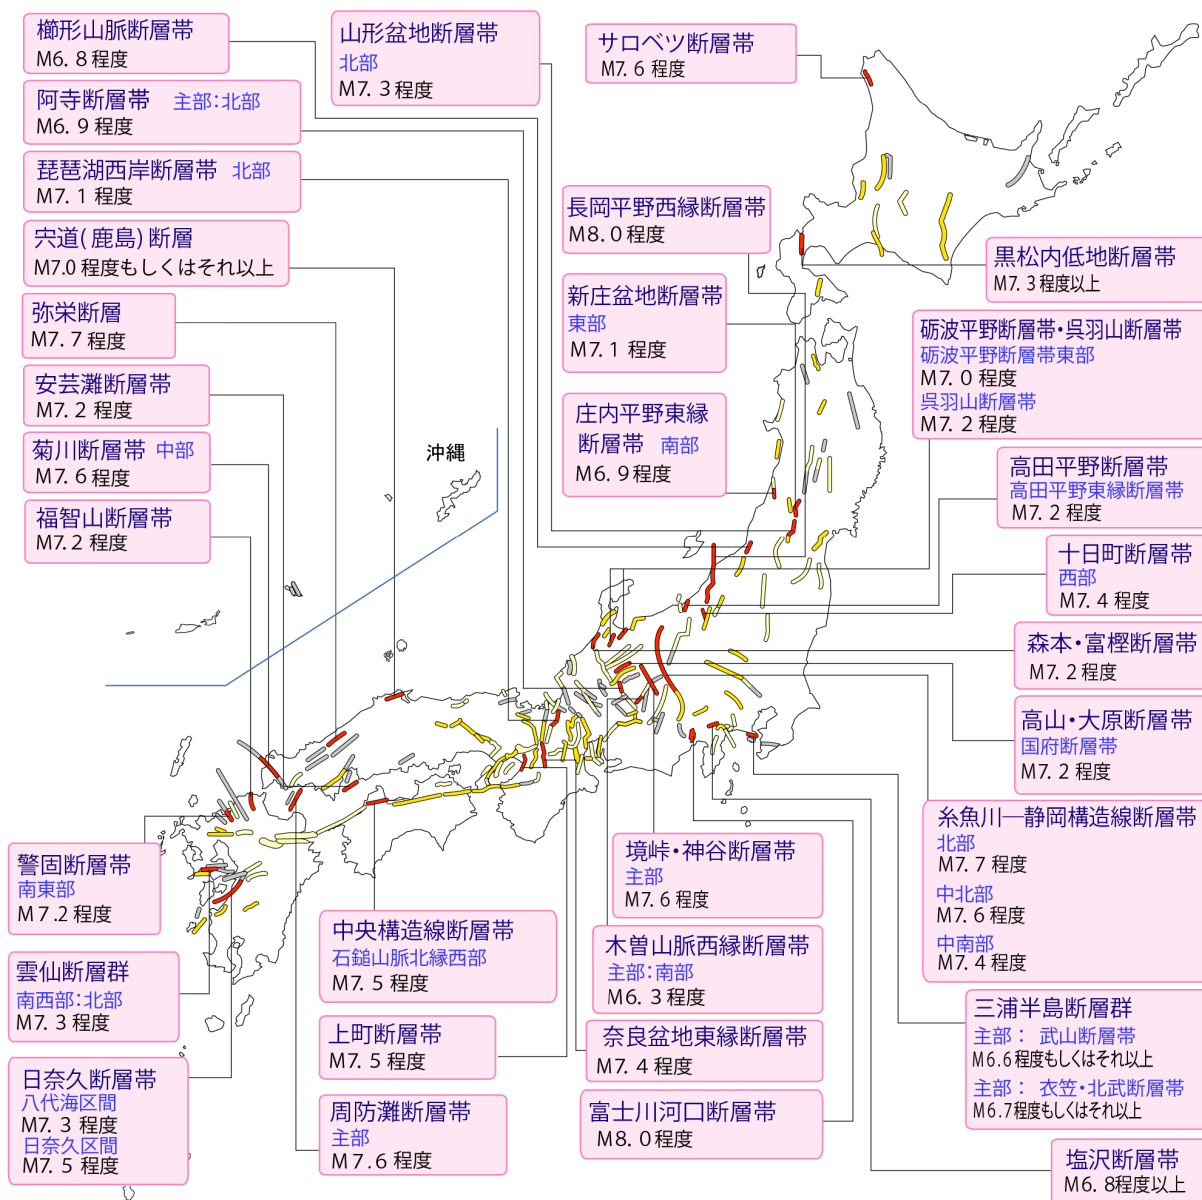 櫛形山脈断層帯
M6. 8 程度
阿寺断層帯 主部:北部
M6. 9 程度
琵琶湖西岸断層帯 北部
M7. 1 程度
宍道(鹿島) 断層
M7.0 程度もしくはそれ以上
弥栄断層
M7. 7 程度
安芸灘断層帯
M7. 2 程度
菊川断層帯 中部
M7. 6 程度
福智山断層帯
M7. 2 程度
山形盆地断層帯
北部
M7. 3 程度
サロベツ断層帯
M7. 6 程度
長岡平野西縁断層帯
M8. 0 程度
新庄盆地断層帯
東部
M7. 1 程度
庄内平野東縁
断層帯 南部
M6. 9 程度
黒松内低地断層帯
M7. 3 程度以上
砺波平野断層帯・呉羽山断層帯
砺波平野断層帯東部
M7. 0 程度
呉羽山断層帯
M7. 2 程度
高田平野断層帯
高田平野東縁断層帯
M7. 2 程度
十日町断層帯
西部
M7. 4 程度
森本・富樫断層帯
M7. 2 程度
高山・大原断層帯
国府断層帯
M7. 2 程度
糸魚川―静岡構造線断層帯
北部
M7. 7 程度
中北部
M7. 6 程度
中南部
M7. 4 程度
三浦半島断層群
主部： 武山断層帯
M6.6 程度もしくはそれ以上
主部： 衣笠・北武断層帯
M6.7程度もしくはそれ以上
塩沢断層帯
M6. 8程度以上
沖縄
警固断層帯
南東部
M 7 .2 程度
雲仙断層群
南西部:北部
M7. 3 程度
日奈久断層帯
八代海区間
M7. 3 程度
日奈久区間
M7. 5 程度
中央構造線断層帯
石鎚山脈北縁西部
M7. 5 程度
上町断層帯
M7. 5 程度
周防灘断層帯
主部
M 7.6 程度
境峠・神谷断層帯
主部
M7. 6 程度
木曽山脈西縁断層帯
主部:南部
M6. 3 程度
奈良盆地東縁断層帯
M7. 4 程度
富士川河口断層帯
M8. 0程度